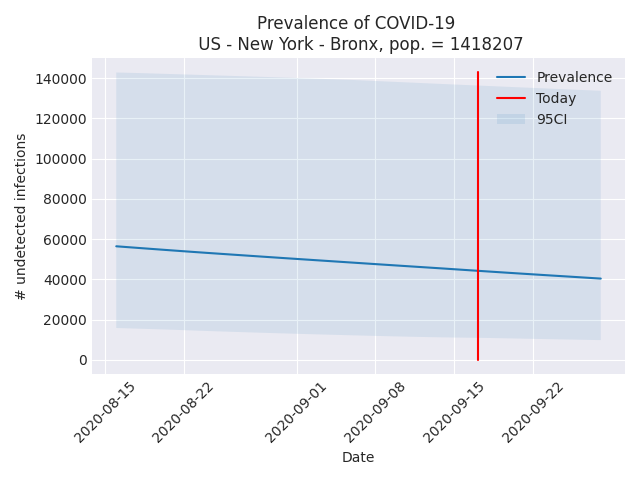 Prevalence of COVID-19
US - New York - Bronx, pop. = 1418207
140000
120000
100000
80000
60000
40000
20000
0
# undetected infections
Prevalence
Today
95CI
2020-08-15
2020-08-22
2020-09-01
2020-09-08
2020-09-15
2020-09-22
Date